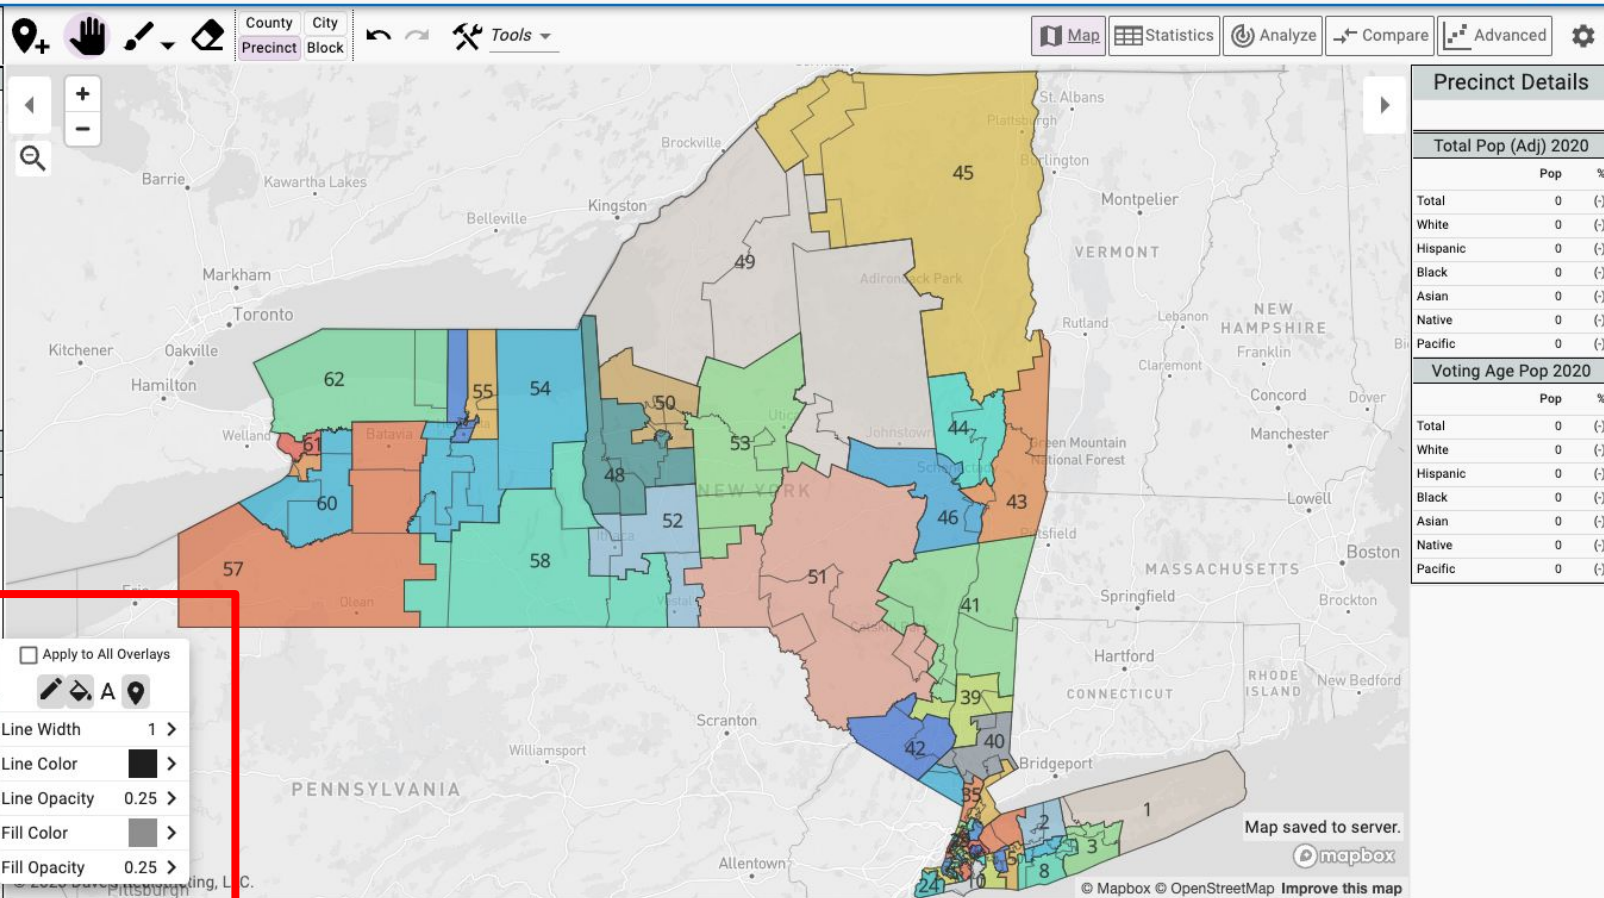 County City
Precinct Block
Tools
Map
Statistics
Analyze
Compare
Advanced
+
−
Precinct Details
Total Pop (Adj) 2020
Pop %
Total 0 (-)
White 0 (-)
Hispanic 0 (-)
Black 0 (-)
Asian 0 (-)
Native 0 (-)
Pacific 0 (-)
Voting Age Pop 2020
Pop %
Total 0 (-)
White 0 (-)
Hispanic 0 (-)
Black 0 (-)
Asian 0 (-)
Native 0 (-)
Pacific 0 (-)
St. Albans
Plattsburgh
Brockville
Burlington
45
Barrie
Kawartha Lakes
Kingston
Belleville
Montpelier
VERMONT
49
Markham
Adirondack Park
Toronto
Rutland
Lebanon
NEW
HAMPSHIRE
Kitchener
Oakville
Franklin
Claremont
Hamilton
62
55
54
50
Concord
Dover
Utica
44
Welland
61
Batavia
53
Johnstown
Green Mountain
National Forest
Manchester
48
NEW YORK
60
52
46
43
Lowell
Ithaca
Pittsfield
57
58
51
MASSACHUSETTS
Boston
Erie
Olean
Vestal
41
Springfield
Brockton
Catskill Park
Hartford
39
CONNECTICUT
RHODE
ISLAND
New Bedford
Scranton
42
40
Williamsport
Bridgeport
PENNSYLVANIA
35
1
2
3
5
8
10
24
Allentown
Apply to All Overlays
A
Line Width 1
Line Color
Line Opacity 0.25
Fill Color
Fill Opacity 0.25
Pittsburgh
Map saved to server.
mapbox
© Mapbox © OpenStreetMap Improve this map